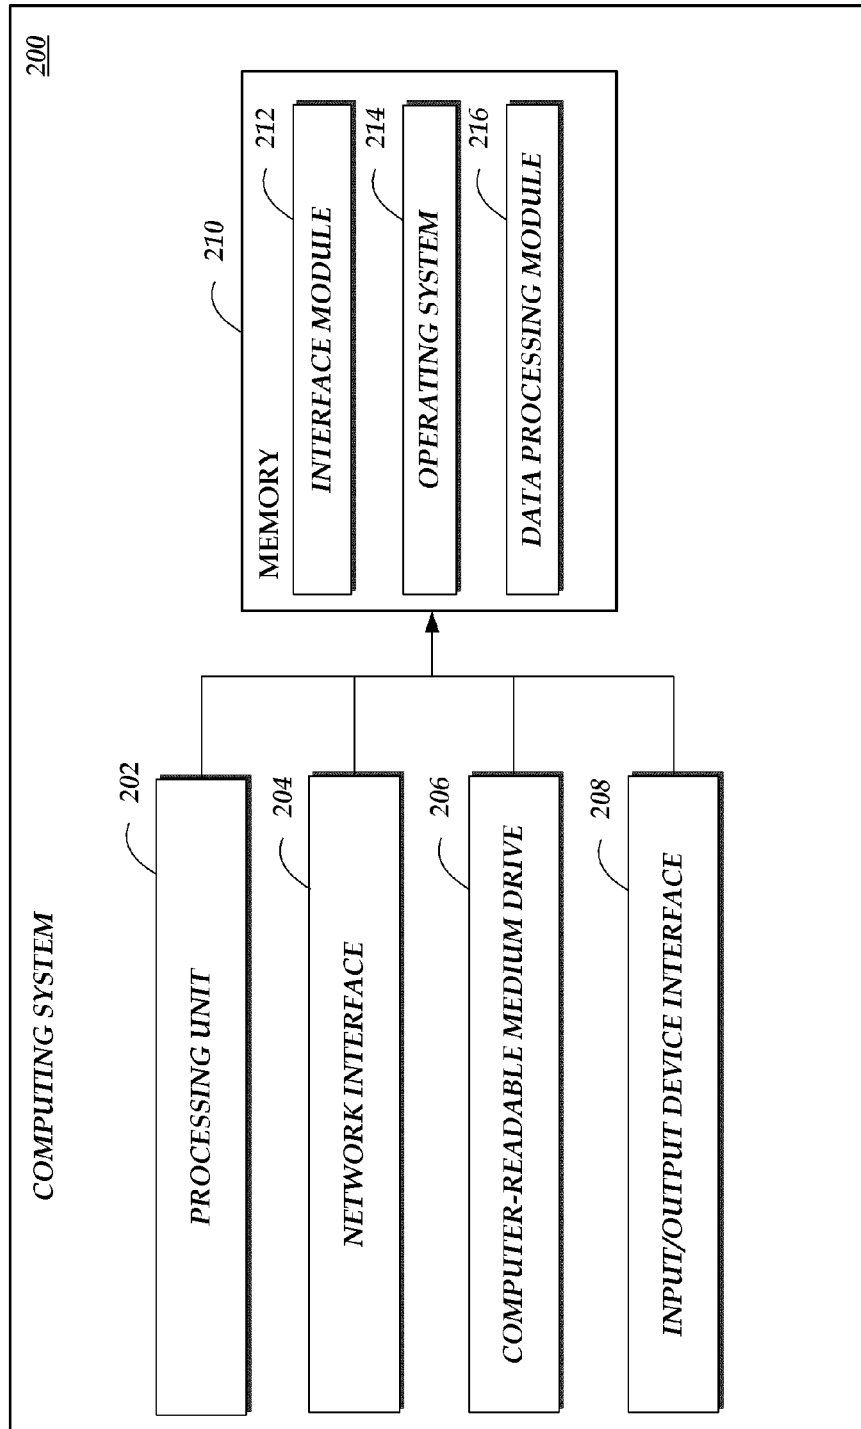 200
COMPUTING SYSTEM
202
PROCESSING UNIT
204
NETWORK INTERFACE
206
COMPUTER-READABLE MEDIUM DRIVE
208
INPUT/OUTPUT DEVICE INTERFACE
210
MEMORY
212
INTERFACE MODULE
214
OPERATING SYSTEM
216
DATA PROCESSING MODULE